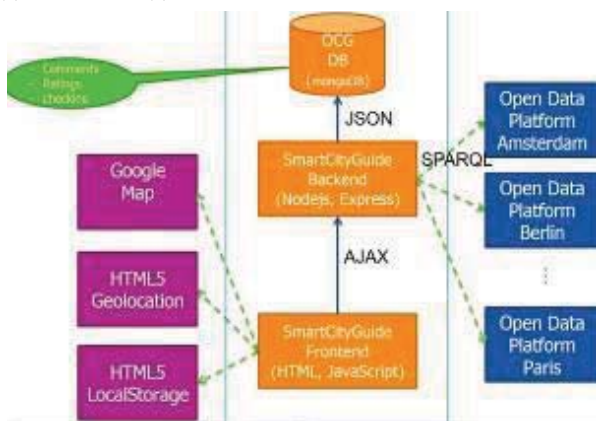 OCG
DB
(mongoDB)
- Comments
- Ratings
- checkins
JSON
Google
Map
SmartCityGuide
Backend
(Nodejs, Express)
SPARQL
Open Data
Platform
Amsterdam
Open Data
Platform
Berlin
AJAX
HTML5
Geolocation
...
SmartCityGuide
Frontend
(HTML, JavaScript)
HTML5
LocalStorage
Open Data
Platform
Paris